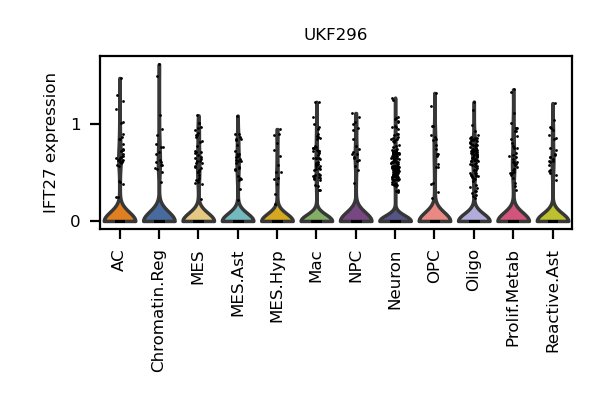 UKF296
IFT27 expression
1
0
AC
Chromatin.Reg
MES
MES.Ast
MES.Hyp
Mac
NPC
Neuron
OPC
Oligo
Prolif.Metab
Reactive.Ast